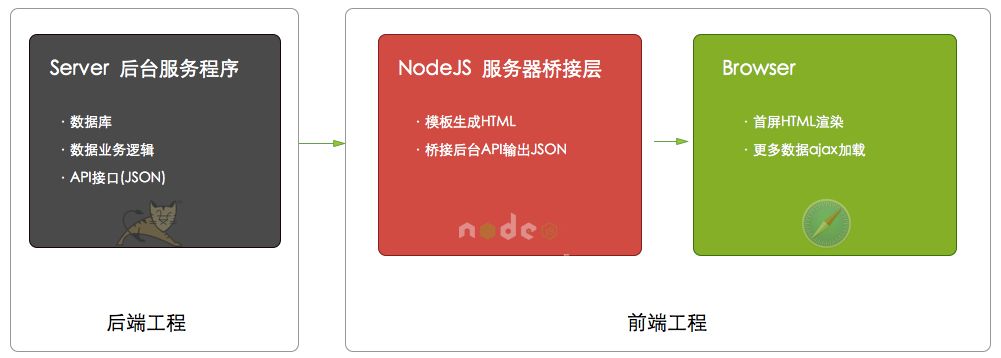 Server 后台服务程序
· 数据库
· 数据业务逻辑
· API接口(JSON)
后端工程
NodeJS 服务器桥接层
· 模板生成HTML
· 桥接后台API输出JSON
node JS
Browser
· 首屏HTML渲染
· 更多数据ajax加载
前端工程